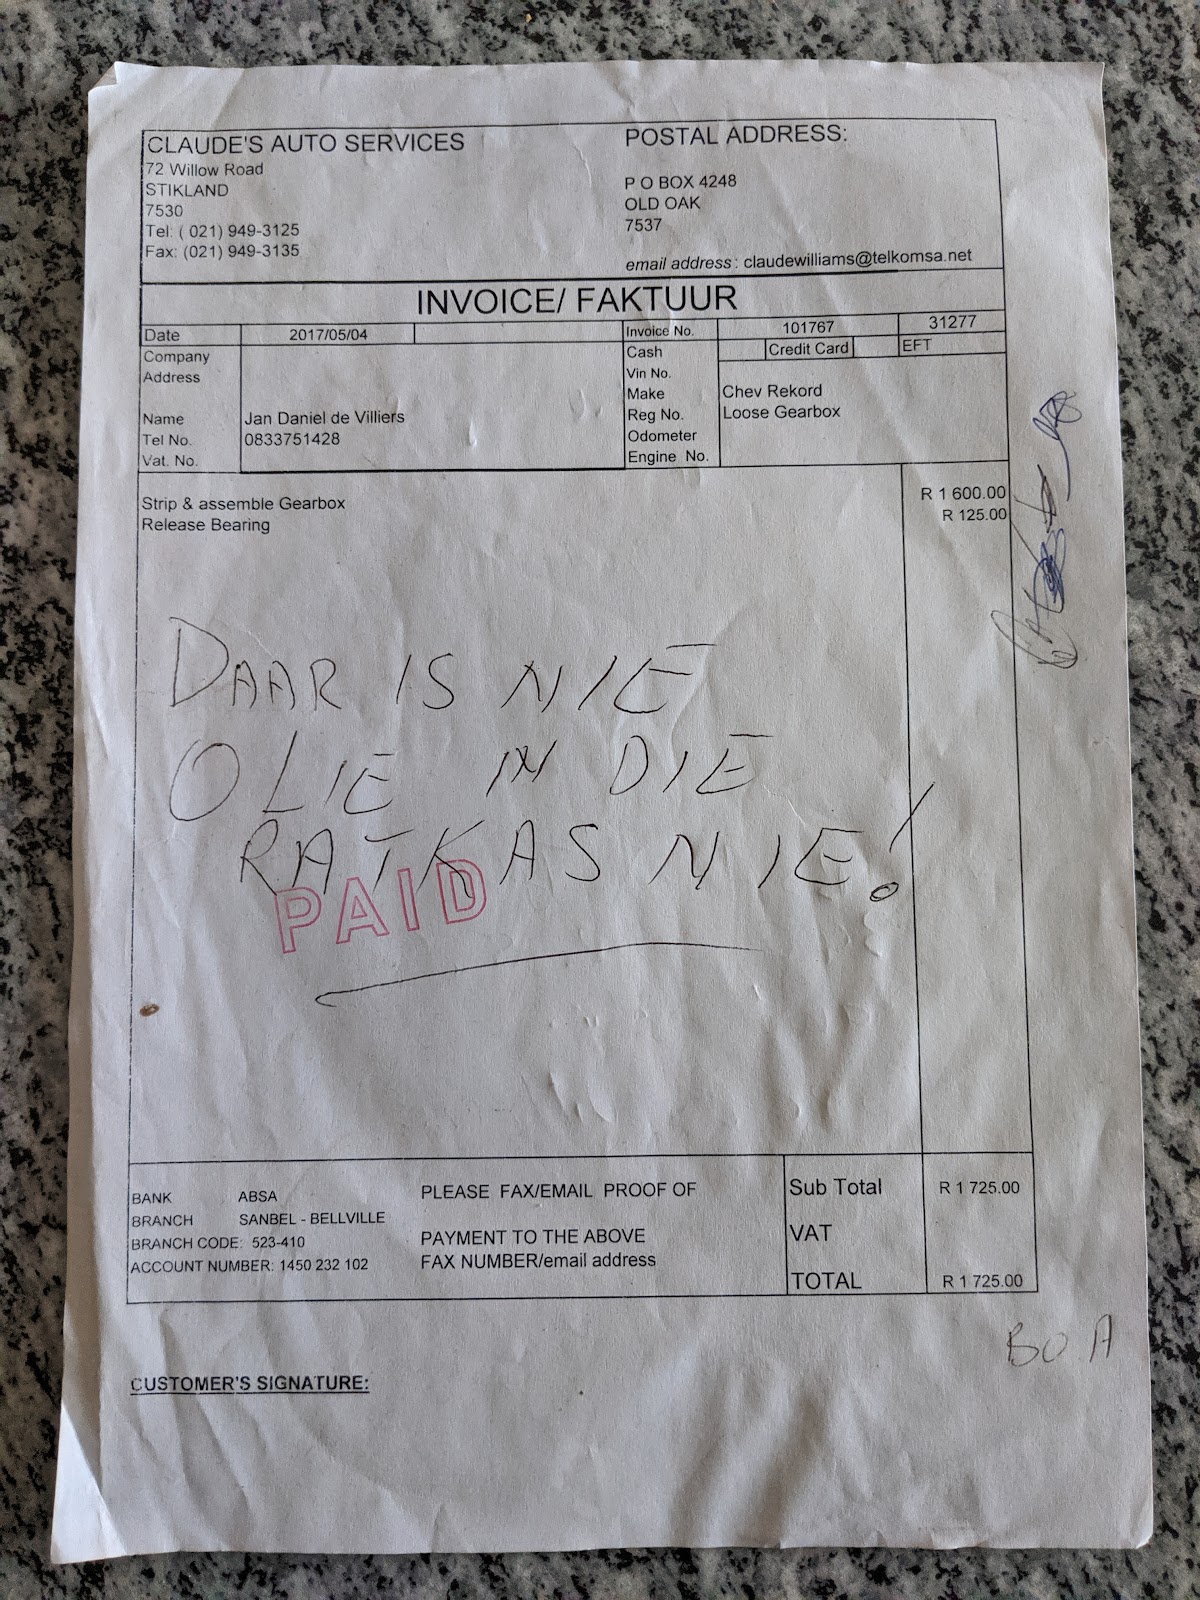 CLAUDE'S AUTO SERVICES
72 Willow Road
STIKLAND
7530
Tel: ( 021) 949-3125
Fax: (021) 949-3135
POSTAL ADDRESS:
P O BOX 4248
OLD OAK
7537
email address : claudewilliams@telkomsa.net
INVOICE/ FAKTUUR
Date 2017/05/04 Invoice No. 101767 31277
Cash Credit Card EFT
Company
Address
Vin No.
Make Chev Rekord
Name Jan Daniel de Villiers
Reg No. Loose Gearbox
Tel No. 0833751428
Odometer
Vat. No.
Engine No.
Strip & assemble Gearbox R 1 600.00
Release Bearing R 125.00
DAAR IS NIE
OLIE IN DIE
RATKAS NIE!
PAID
BANK ABSA
BRANCH SANBEL - BELLVILLE
BRANCH CODE: 523-410
ACCOUNT NUMBER: 1450 232 102
PLEASE FAX/EMAIL PROOF OF
PAYMENT TO THE ABOVE
FAX NUMBER/email address
Sub Total R 1 725.00
VAT
TOTAL R 1 725.00
BO.A
CUSTOMER'S SIGNATURE: